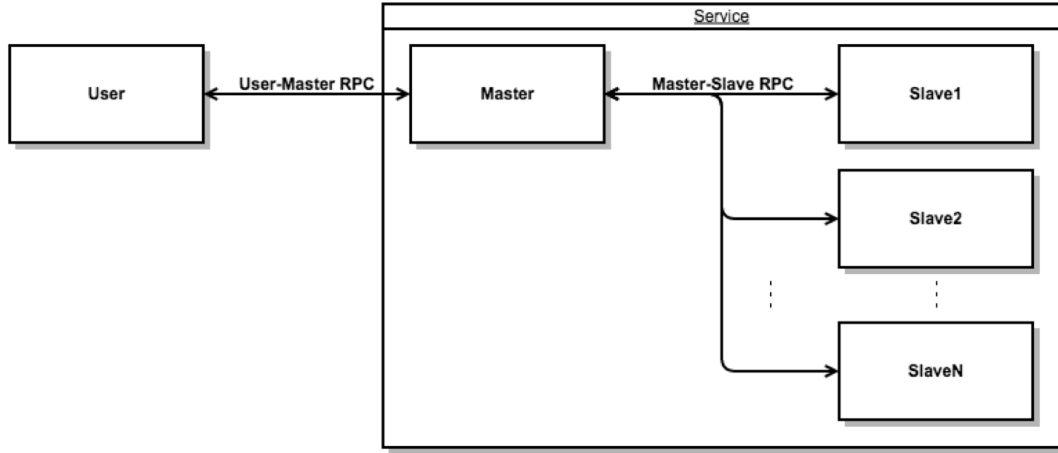 Service
User
User-Master RPC
Master
Master-Slave RPC
Slave1
Slave2
SlaveN